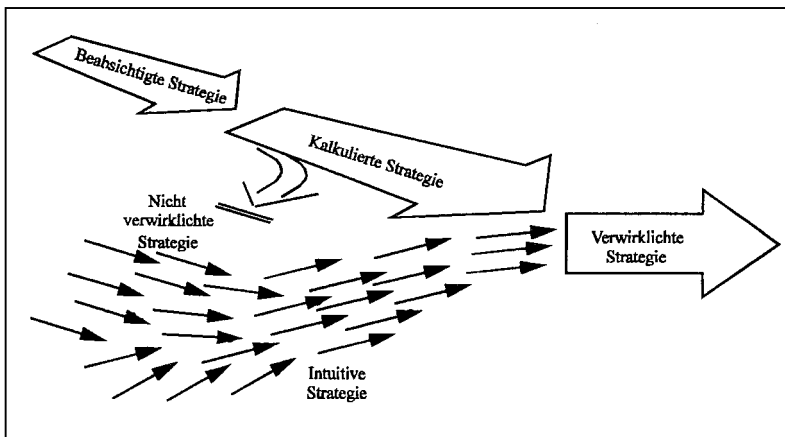 Beabsichtigte Strategie
Kalkulierte Strategie
Nicht
verwirklichte
Strategie
Verwirklichte
Strategie
Intuitive
Strategie